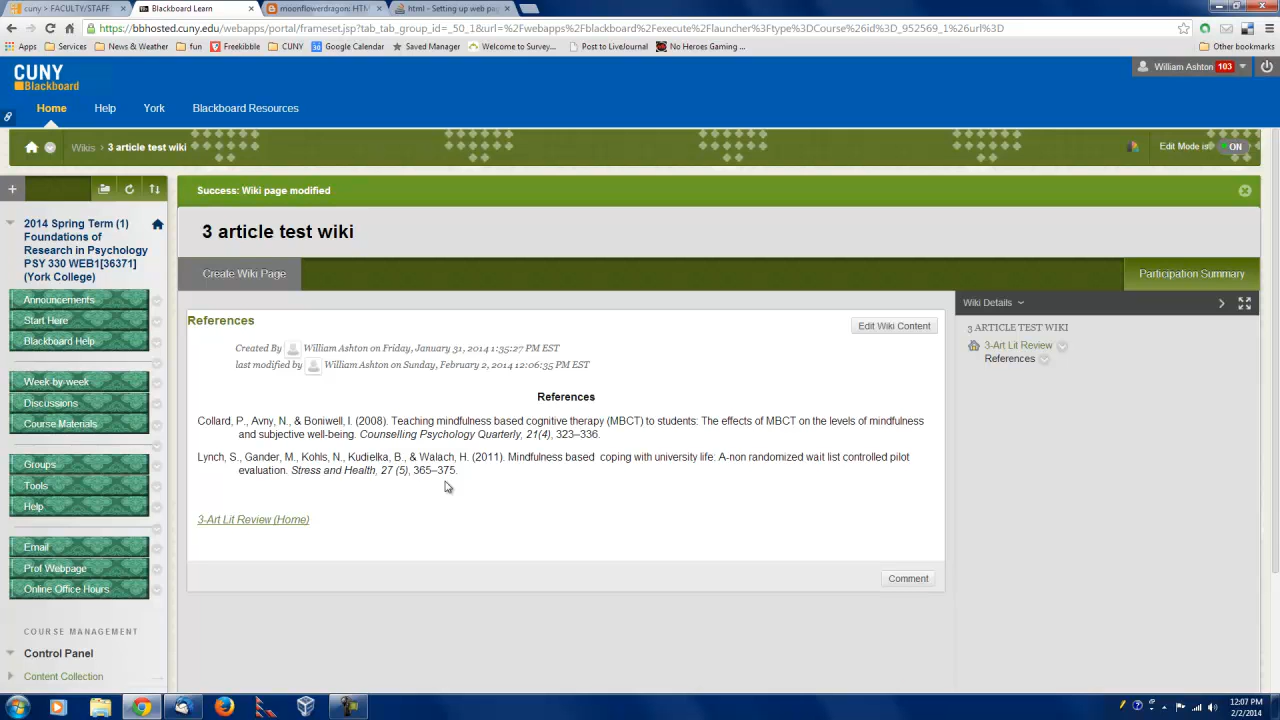 cuny > FACULTY/STAFF
Blackboard Learn
moonflowerdragon: HTM
html - Setting up web pag
https://bbhosted.cuny.edu/webapps/portal/frameset.jsp?tab_tab_group_id=_50_1&url=%2Fwebapps%2Fblackboard%2Fexecute%2Flauncher%3Ftype%3DCourse%26id%3D_952569_1%26url%3D
Apps Services News & Weather fun Freekibble CUNY Google Calendar Saved Manager Welcome to Survey... Post to LiveJournal No Heroes Gaming ... Other bookmarks
CUNY
Blackboard
William Ashton 103
Home Help York Blackboard Resources
Wikis > 3 article test wiki
Edit Mode is: ON
Success: Wiki page modified
2014 Spring Term (1)
Foundations of
Research in Psychology
PSY 330 WEB1[36371]
(York College)
Announcements
Start Here
Blackboard Help
Week-by-week
Discussions
Course Materials
Groups
Tools
Help
Email
Prof Webpage
Online Office Hours
COURSE MANAGEMENT
Control Panel
Content Collection
3 article test wiki
Create Wiki Page
Participation Summary
References
Edit Wiki Content
Created By William Ashton on Friday, January 31, 2014 1:35:27 PM EST
last modified by William Ashton on Sunday, February 2, 2014 12:06:35 PM EST
References
Collard, P., Avny, N., & Boniwell, I. (2008). Teaching mindfulness based cognitive therapy (MBCT) to students: The effects of MBCT on the levels of mindfulness
and subjective well-being. Counselling Psychology Quarterly, 21(4), 323–336.
Lynch, S., Gander, M., Kohls, N., Kudielka, B., & Walach, H. (2011). Mindfulness based coping with university life: A-non randomized wait list controlled pilot
evaluation. Stress and Health, 27 (5), 365–375.
3-Art Lit Review (Home)
Comment
Wiki Details
3 ARTICLE TEST WIKI
3-Art Lit Review
References
12:07 PM
2/2/2014